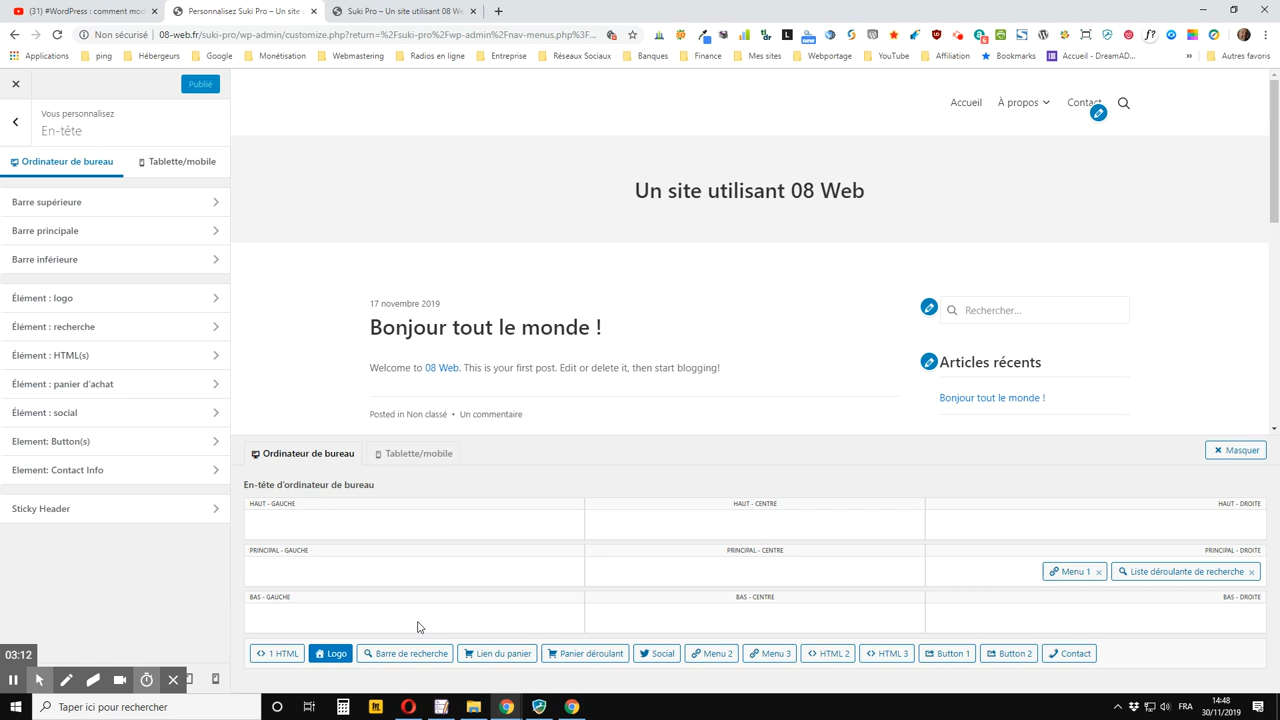 (31) #WordPress : comment mod
Personnalisez Suki Pro – Un site
Suki Pro – Un site utilisant 08 We
Non sécurisé
08-web.fr/suki-pro/wp-admin/customize.php?return=%2Fsuki-pro%2Fwp-admin%2Fnav-menus.php%3F...
Applications
ping
Hébergeurs
Google
Monétisation
Webmastering
Radios en ligne
Entreprise
Réseaux Sociaux
Banques
Finance
Mes sites
Webportage
YouTube
Affiliation
Bookmarks
Accueil - DreamAD...
»
Autres favoris
Publié
Vous personnalisez
En-tête
Ordinateur de bureau
Tablette/mobile
Barre supérieure
Barre principale
Barre inférieure
Élément : logo
Élément : recherche
Élément : HTML(s)
Élément : panier d'achat
Élément : social
Element: Button(s)
Element: Contact Info
Sticky Header
Accueil
À propos
Contact
Un site utilisant 08 Web
17 novembre 2019
Bonjour tout le monde !
Welcome to 08 Web. This is your first post. Edit or delete it, then start blogging!
Posted in Non classé • Un commentaire
Rechercher...
Articles récents
Bonjour tout le monde !
Ordinateur de bureau
Tablette/mobile
Masquer
En-tête d'ordinateur de bureau
HAUT - GAUCHE
HAUT - CENTRE
HAUT - DROITE
PRINCIPAL - GAUCHE
PRINCIPAL - CENTRE
PRINCIPAL - DROITE
Menu 1
Liste déroulante de recherche
BAS - GAUCHE
BAS - CENTRE
BAS - DROITE
1 HTML
Logo
Barre de recherche
Lien du panier
Panier déroulant
Social
Menu 2
Menu 3
HTML 2
HTML 3
Button 1
Button 2
Contact
03:12
Taper ici pour rechercher
FRA
14:48
30/11/2019